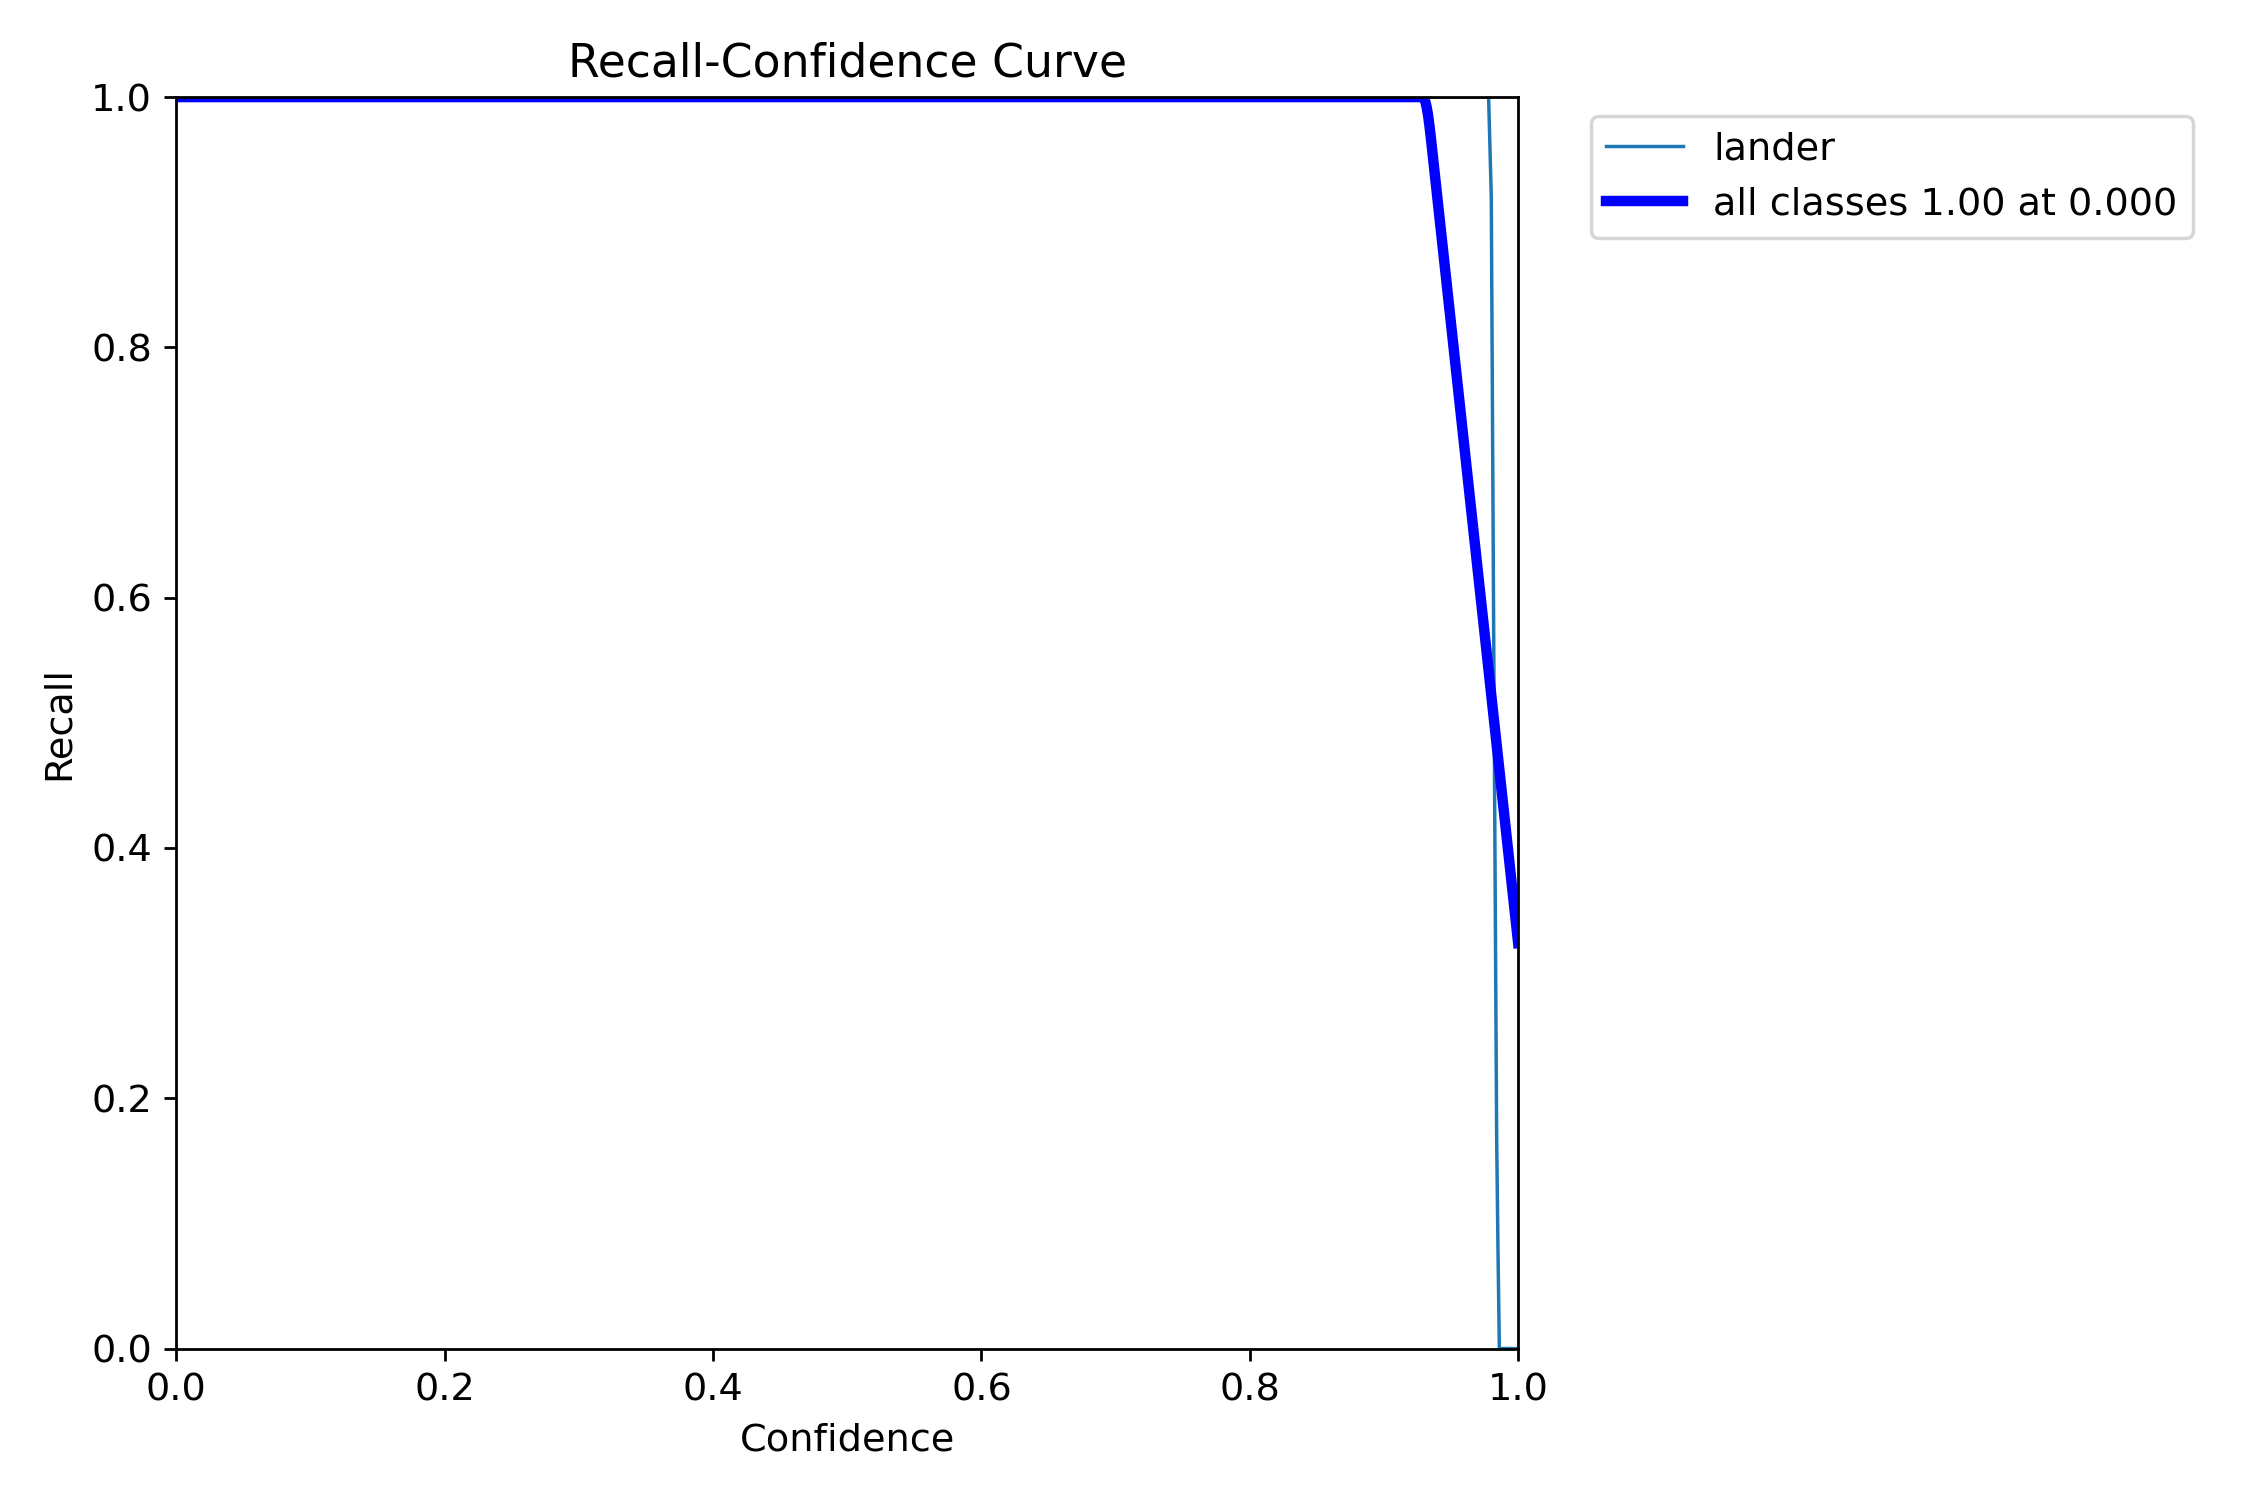 Recall-Confidence Curve
1.0
0.8
0.6
0.4
0.2
0.0
Recall
0.0 0.2 0.4 0.6 0.8 1.0
Confidence
lander
all classes 1.00 at 0.000